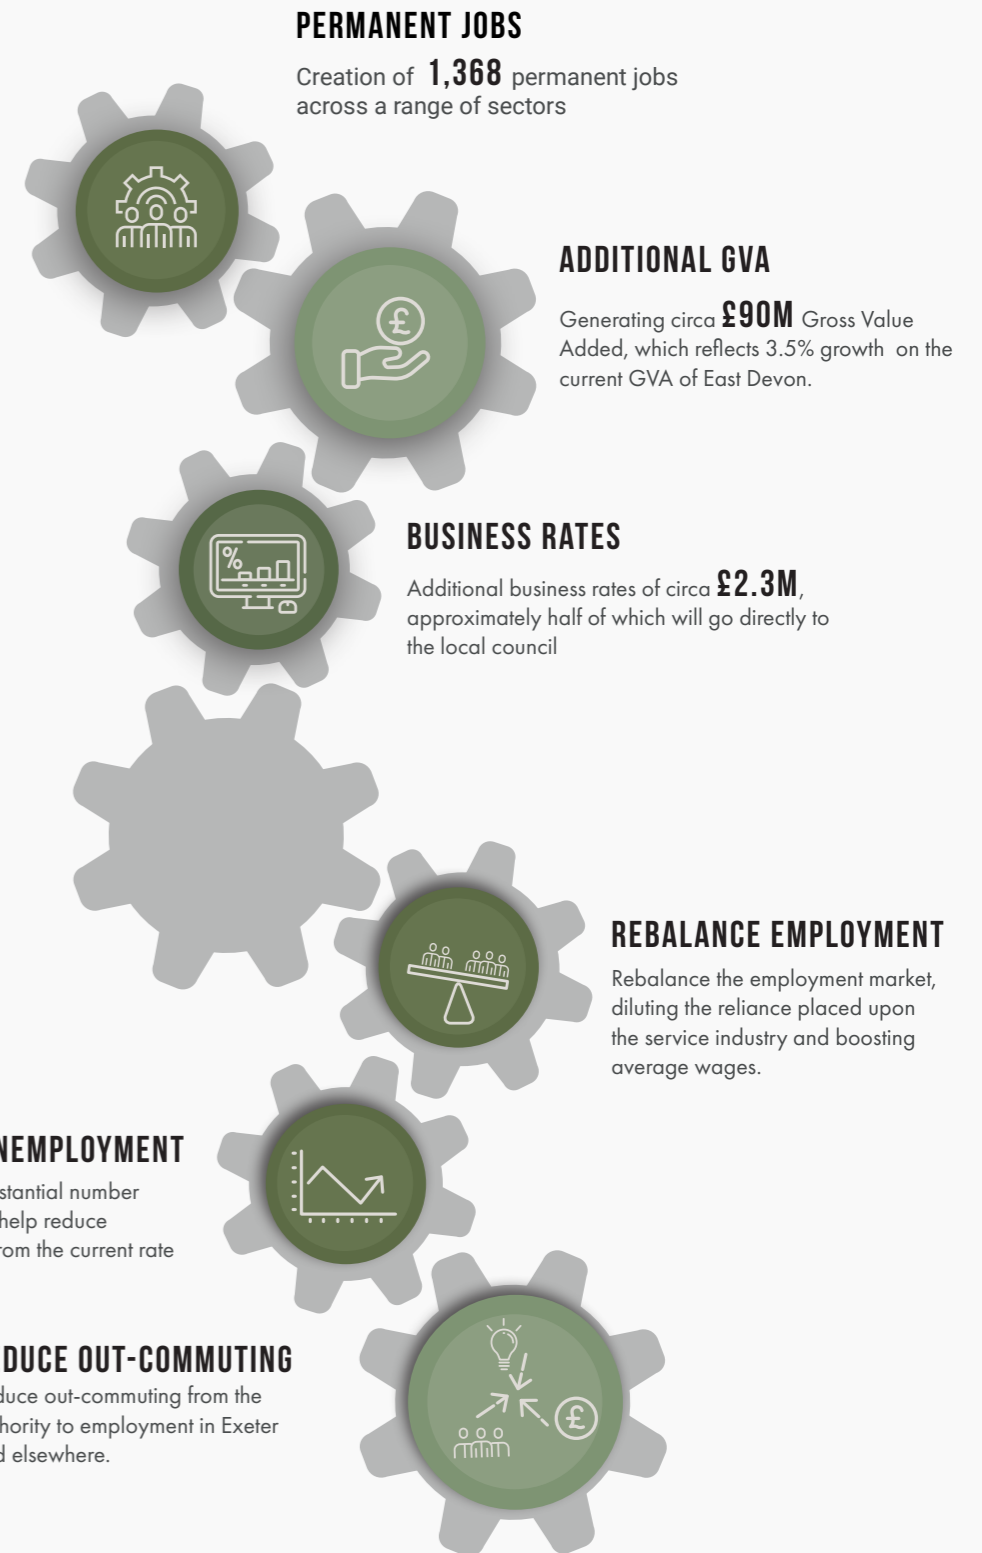 PERMANENT JOBS
Creation of 1,368 permanent jobs
across a range of sectors
ADDITIONAL GVA
Generating circa £90M Gross Value
Added, which reflects 3.5% growth on the
current GVA of East Devon.
BUSINESS RATES
Additional business rates of circa £2.3M,
approximately half of which will go directly to
the local council
REBALANCE EMPLOYMENT
Rebalance the employment market,
diluting the reliance placed upon
the service industry and boosting
average wages.
NEMPLOYMENT
stantial number
help reduce
rom the current rate
DUCE OUT-COMMUTING
duce out-commuting from the
hority to employment in Exeter
d elsewhere.